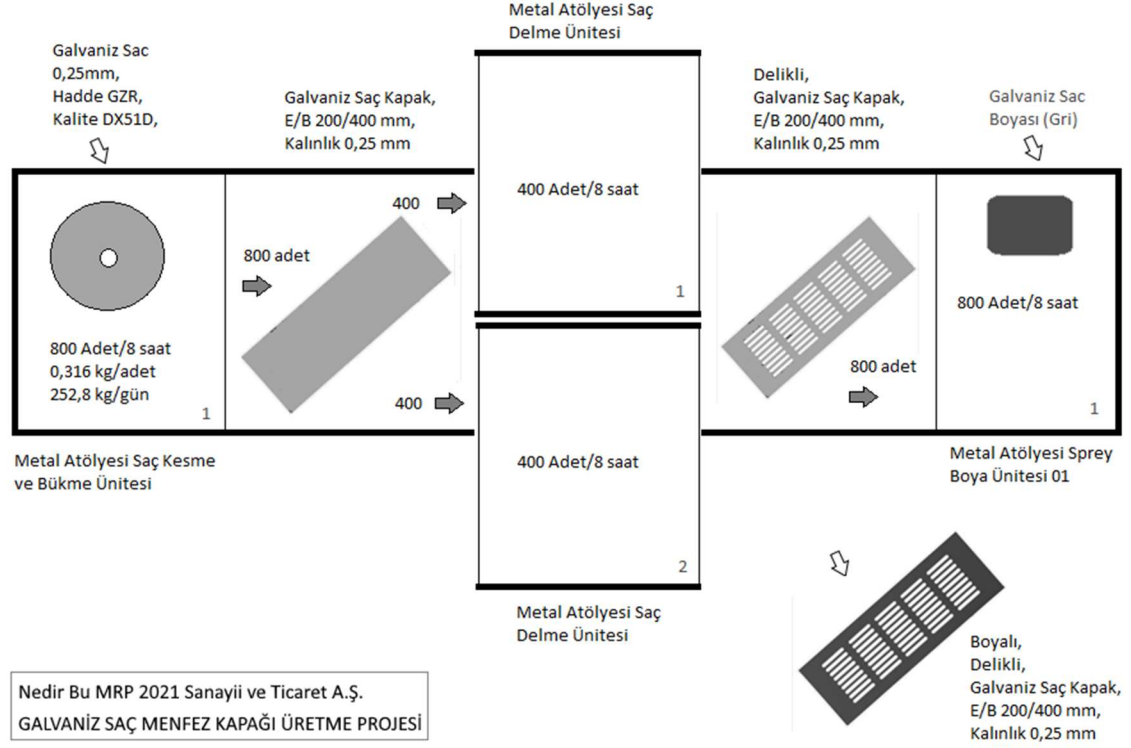 Metal Atölyesi Saç
Delme Ünitesi
Galvaniz Sac
0,25mm,
Hadde GZR,
Kalite DX51D,
Galvaniz Saç Kapak,
E/B 200/400 mm,
Kalınlık 0,25 mm
Delikli,
Galvaniz Saç Kapak,
E/B 200/400 mm,
Kalınlık 0,25 mm
Galvaniz Sac
Boyası (Gri)
800 Adet/8 saat
0,316 kg/adet
252,8 kg/gün
1
800 adet
400
400
400 Adet/8 saat
1
400 Adet/8 saat
2
800 adet
800 Adet/8 saat
1
Metal Atölyesi Saç Kesme
ve Bükme Ünitesi
Metal Atölyesi Saç
Delme Ünitesi
Metal Atölyesi Sprey
Boya Ünitesi 01
Boyalı,
Delikli,
Galvaniz Saç Kapak,
E/B 200/400 mm,
Kalınlık 0,25 mm
Nedir Bu MRP 2021 Sanayii ve Ticaret A.Ş.
GALVANİZ SAÇ MENFEZ KAPAĞI ÜRETME PROJESİ